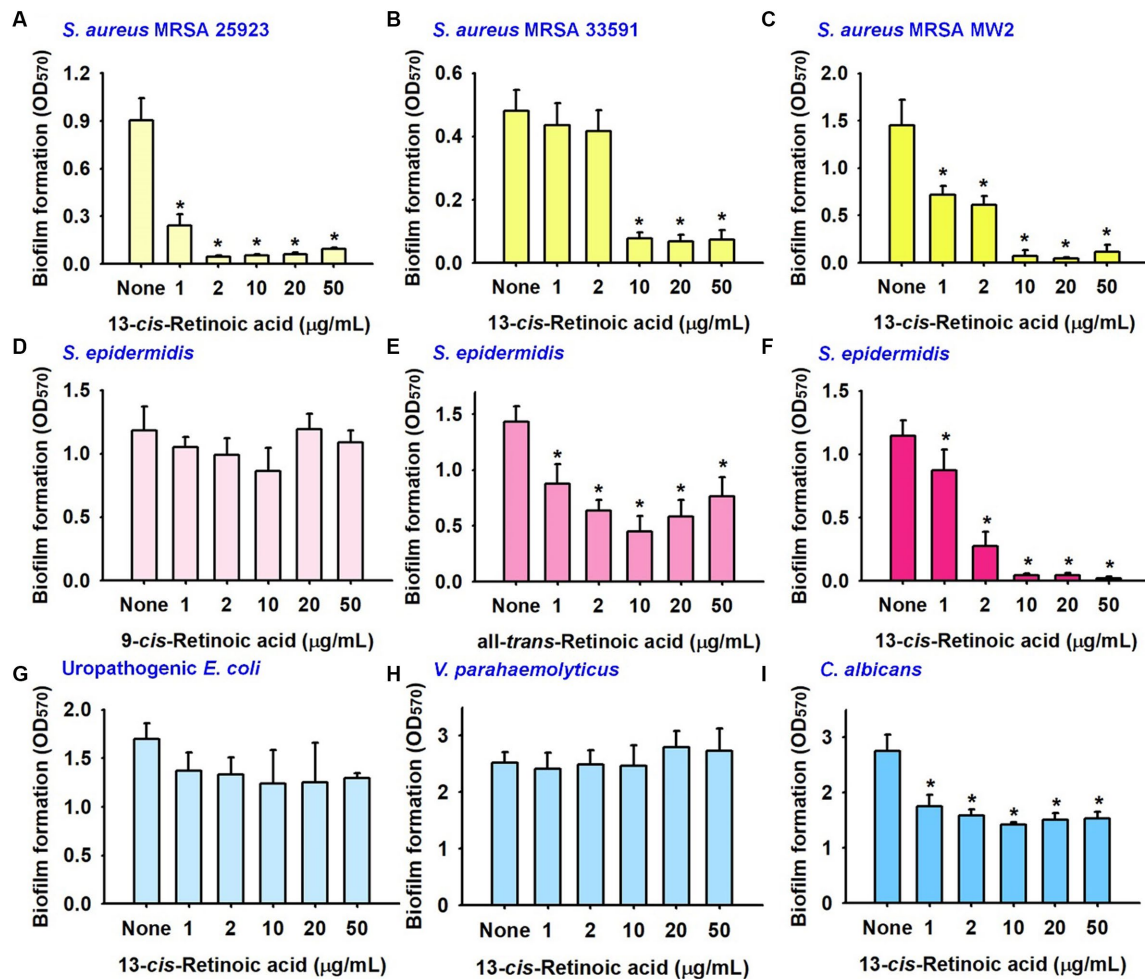 A
S. aureus MRSA 25923
Biofilm formation (OD570)
1.2
0.9
0.6
0.3
0.0
*
*
*
*
*
None 1 2 10 20 50
13-cis-Retinoic acid (μg/mL)
B
S. aureus MRSA 33591
Biofilm formation (OD570)
0.6
0.4
0.2
0.0
*
*
*
None 1 2 10 20 50
13-cis-Retinoic acid (μg/mL)
C
S. aureus MRSA MW2
Biofilm formation (OD570)
2.0
1.5
1.0
0.5
0.0
*
*
*
*
*
None 1 2 10 20 50
13-cis-Retinoic acid (μg/mL)
D
S. epidermidis
Biofilm formation (OD570)
1.5
1.0
0.5
0.0
None 1 2 10 20 50
9-cis-Retinoic acid (μg/mL)
E
S. epidermidis
Biofilm formation (OD570)
1.5
1.0
0.5
0.0
*
*
*
*
*
None 1 2 10 20 50
all-trans-Retinoic acid (μg/mL)
F
S. epidermidis
Biofilm formation (OD570)
1.5
1.0
0.5
0.0
*
*
*
*
*
None 1 2 10 20 50
13-cis-Retinoic acid (μg/mL)
G
Uropathogenic E. coli
Biofilm formation (OD570)
2.0
1.5
1.0
0.5
0.0
None 1 2 10 20 50
13-cis-Retinoic acid (μg/mL)
H
V. parahaemolyticus
Biofilm formation (OD570)
3
2
1
0
None 1 2 10 20 50
13-cis-Retinoic acid (μg/mL)
I
C. albicans
Biofilm formation (OD570)
3
2
1
0
*
*
*
*
*
None 1 2 10 20 50
13-cis-Retinoic acid (μg/mL)